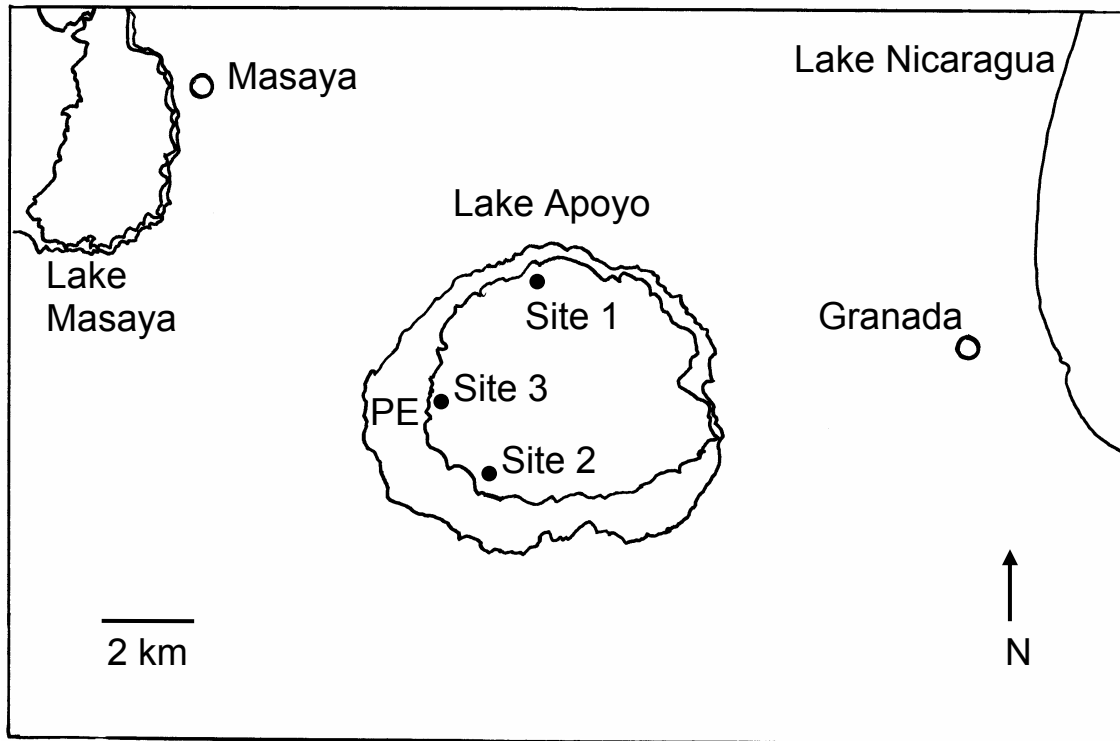 Masaya
Lake Nicaragua
Lake Apoyo
Lake
Masaya
Site 1
Granada
Site 3
PE
Site 2
2 km
N